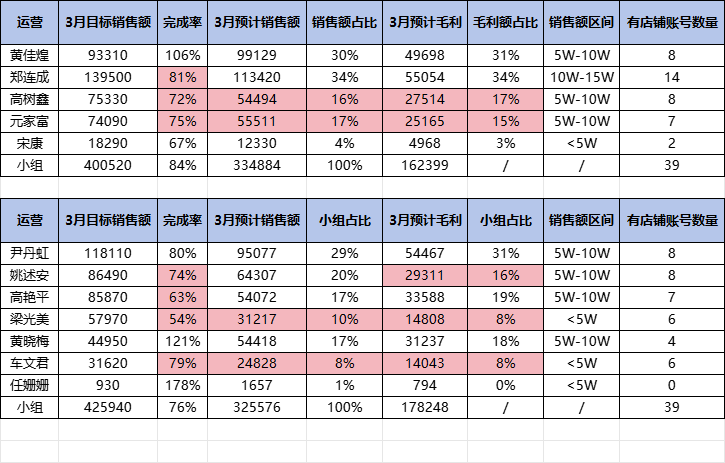 运营 3月目标销售额 完成率 3月预计销售额 销售额占比 3月预计毛利 毛利额占比 销售额区间 有店铺账号数量
黄佳煌 93310 106% 99129 30% 49698 31% 5W-10W 8
郑连成 139500 81% 113420 34% 55054 34% 10W-15W 14
高树鑫 75330 72% 54494 16% 27514 17% 5W-10W 8
元家富 74090 75% 55511 17% 25165 15% 5W-10W 7
宋康 18290 67% 12330 4% 4968 3% <5W 2
小组 400520 84% 334884 100% 162399 / / 39
运营 3月目标销售额 完成率 3月预计销售额 小组占比 3月预计毛利 小组占比 销售额区间 有店铺账号数量
尹丹虹 118110 80% 95077 29% 54467 31% 5W-10W 8
姚述安 86490 74% 64307 20% 29311 16% 5W-10W 8
高艳平 85870 63% 54072 17% 33588 19% 5W-10W 7
梁光美 57970 54% 31217 10% 14808 8% <5W 6
黄晓梅 44950 121% 54418 17% 31237 18% 5W-10W 4
车文君 31620 79% 24828 8% 14043 8% <5W 6
任姗姗 930 178% 1657 1% 794 0% <5W 0
小组 425940 76% 325576 100% 178248 / / 39